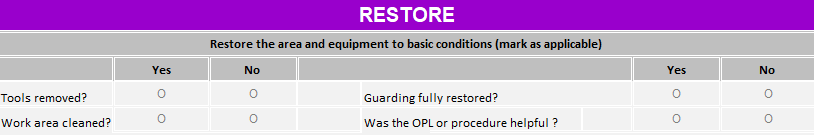 RESTORE
Restore the area and equipment to basic conditions (mark as applicable)
Yes No Yes No
Tools removed? O O Guarding fully restored? O O
Work area cleaned? O O Was the OPL or procedure helpful ? O O